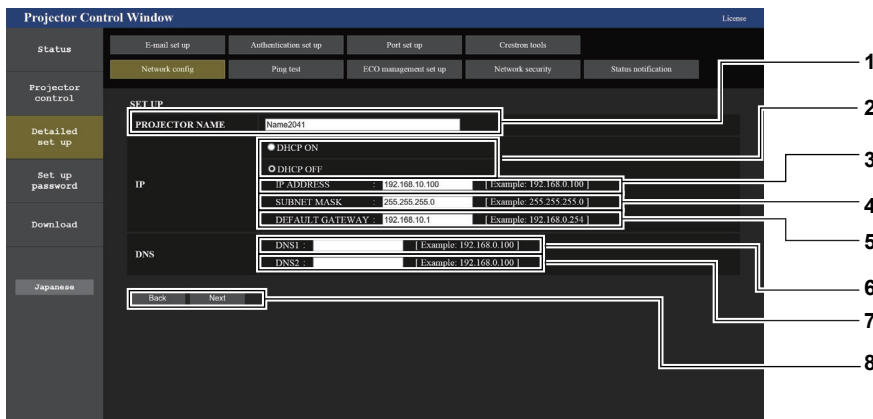 Projector Control Window
License
Status
E-mail set up
Authentication set up
Port set up
Crestron tools
Network config
Ping test
ECO management set up
Network security
Status notification
Projector
control
Detailed
set up
Set up
password
Download
Japanese
SET UP
PROJECTOR NAME Name2041
IP
DHCP ON
DHCP OFF
IP ADDRESS : 192.168.10.100 [ Example: 192.168.0.100 ]
SUBNET MASK : 255.255.255.0 [ Example: 255.255.255.0 ]
DEFAULT GATEWAY : 192.168.10.1 [ Example: 192.168.0.254 ]
DNS
DNS1 : [ Example: 192.168.0.100 ]
DNS2 : [ Example: 192.168.0.100 ]
Back Next
1
2
3
4
5
6
7
8